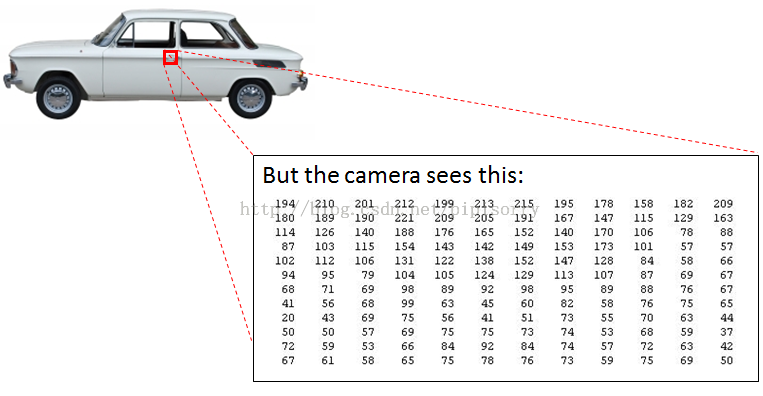 But the camera sees this:
194 210 201 212 199 213 215 195 178 158 182 209
http://blog.csdn.net/pipisorry
180 189 190 221 209 205 191 167 147 115 129 163
114 126 140 188 176 165 152 140 170 106 78 88
87 103 115 154 143 142 149 153 173 101 57 57
102 112 106 131 122 138 152 147 128 84 58 66
94 95 79 104 105 124 129 113 107 87 69 67
68 71 69 98 89 92 98 95 89 88 76 67
41 56 68 99 63 45 60 82 58 76 75 65
20 43 69 75 56 41 51 73 55 70 63 44
50 50 57 69 75 75 73 74 53 68 59 37
72 59 53 66 84 92 84 74 57 72 63 42
67 61 58 65 75 78 76 73 59 75 69 50